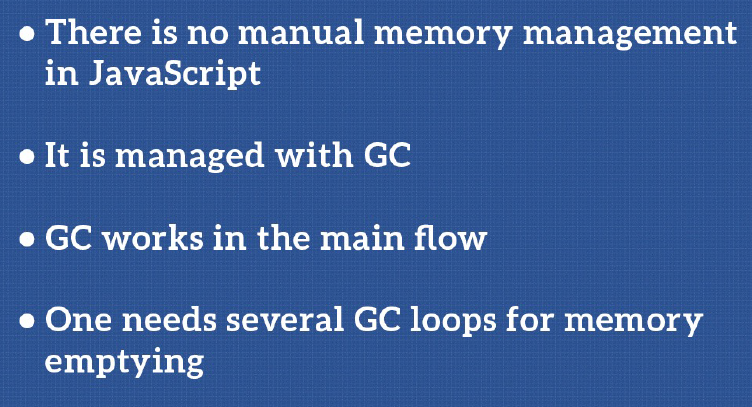 • There is no manual memory management
in JavaScript
• It is managed with GC
• GC works in the main flow
• One needs several GC loops for memory
emptying